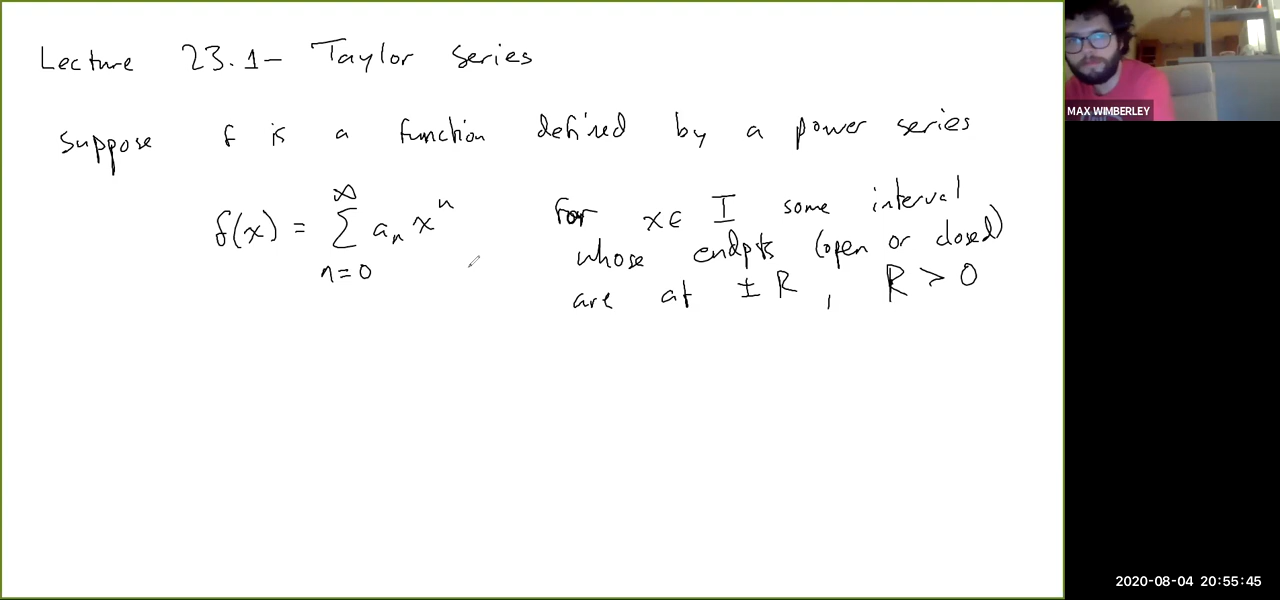 Lecture 23.1 - Taylor series
Suppose f is a function defined by a power series
f(x) = ∑_{n=0}^{∞} a_n x^n
for x ∈ I some interval
whose endpts (open or closed)
are at ± R , R > 0
MAX WIMBERLEY
2020-08-04 20:55:45